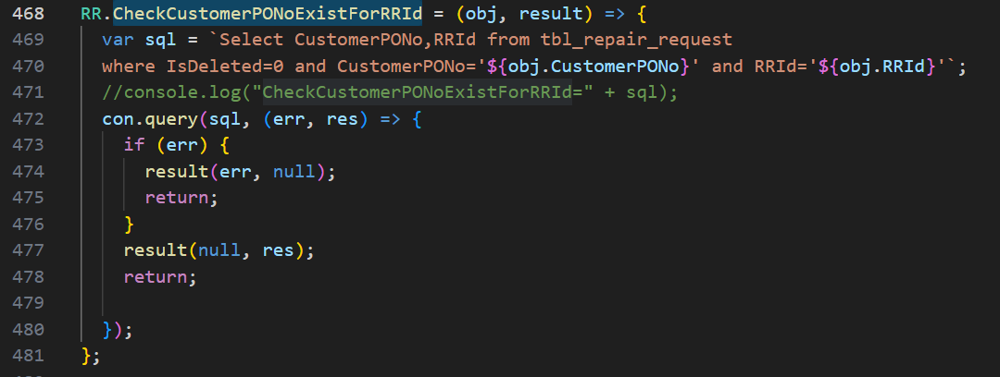 468 RR.CheckCustomerPONoExistForRRId = (obj, result) => {
469 var sql = `Select CustomerPONo,RRId from tbl_repair_request
470 where IsDeleted=0 and CustomerPONo='${obj.CustomerPONo}' and RRId='${obj.RRId}'`;
471 //console.log("CheckCustomerPONoExistForRRId=" + sql);
472 con.query(sql, (err, res) => {
473 if (err) {
474 result(err, null);
475 return;
476 }
477 result(null, res);
478 return;
479
480 });
481 };